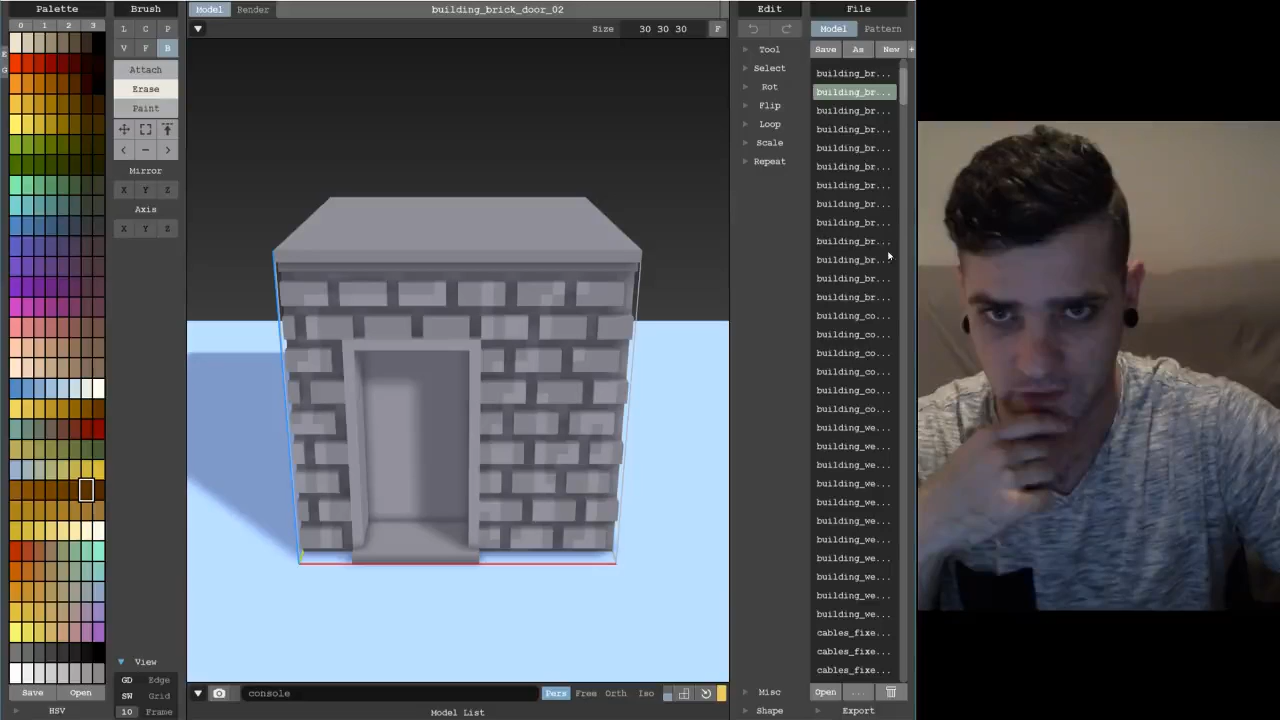 Palette
0 1 2 3
Save Open
HSV
Brush
L C P
V F B
Attach
Erase
Paint
< − >
Mirror
X Y Z
Axis
X Y Z
View
GD Edge
SW Grid
10 Frame
Model Render building_brick_door_02
Size 30 30 30 F
console
Pers Free Orth Iso
Model List
Edit
Tool
Select
Rot
Flip
Loop
Scale
Repeat
Misc
Shape
File
Model Pattern
Save As New +
building_br...
building_br...
building_br...
building_br...
building_br...
building_br...
building_br...
building_br...
building_br...
building_br...
building_br...
building_br...
building_br...
building_co...
building_co...
building_co...
building_co...
building_co...
building_co...
building_we...
building_we...
building_we...
building_we...
building_we...
building_we...
building_we...
building_we...
building_we...
building_we...
building_we...
cables_fixe...
cables_fixe...
cables_fixe...
Open ...
Export